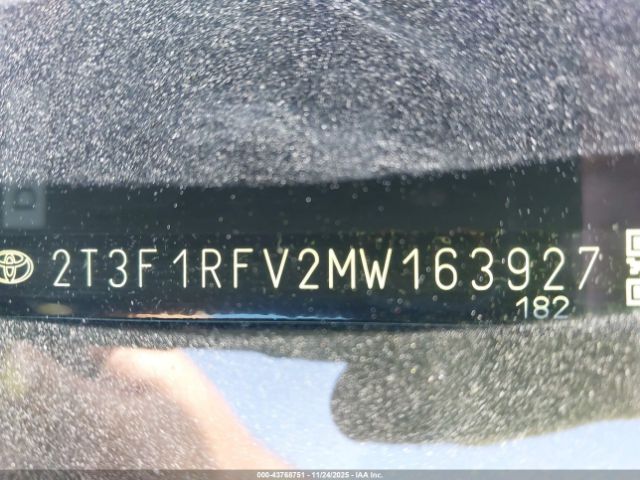 2T3F1RFV2MW163927
182
000-43768751 - 11/24/2025 - IAA Inc.